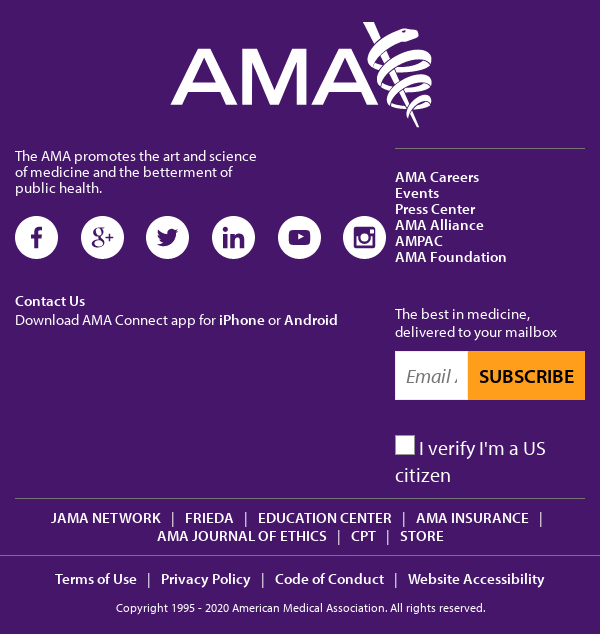 AMA
The AMA promotes the art and science
of medicine and the betterment of
public health.
AMA Careers
Events
Press Center
AMA Alliance
AMPAC
AMA Foundation
Contact Us
Download AMA Connect app for iPhone or Android
The best in medicine,
delivered to your mailbox
Email SUBSCRIBE
I verify I'm a US
citizen
JAMA NETWORK | FRIEDA | EDUCATION CENTER | AMA INSURANCE |
AMA JOURNAL OF ETHICS | CPT | STORE
Terms of Use | Privacy Policy | Code of Conduct | Website Accessibility
Copyright 1995 - 2020 American Medical Association. All rights reserved.